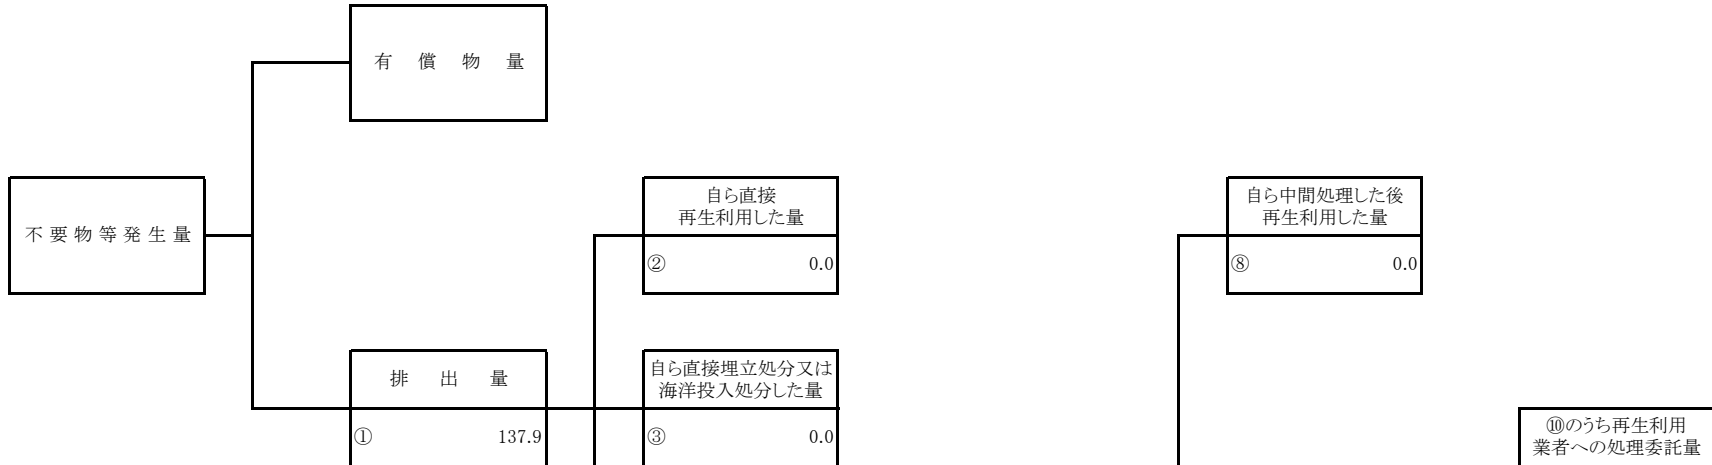 有償物量
不要物等発生量
自ら直接
再生利用した量
② 0.0
自ら中間処理した後
再生利用した量
⑧ 0.0
排出量
① 137.9
自ら直接埋立処分又は
海洋投入処分した量
③ 0.0
⑩のうち再生利用
業者への処理委託量